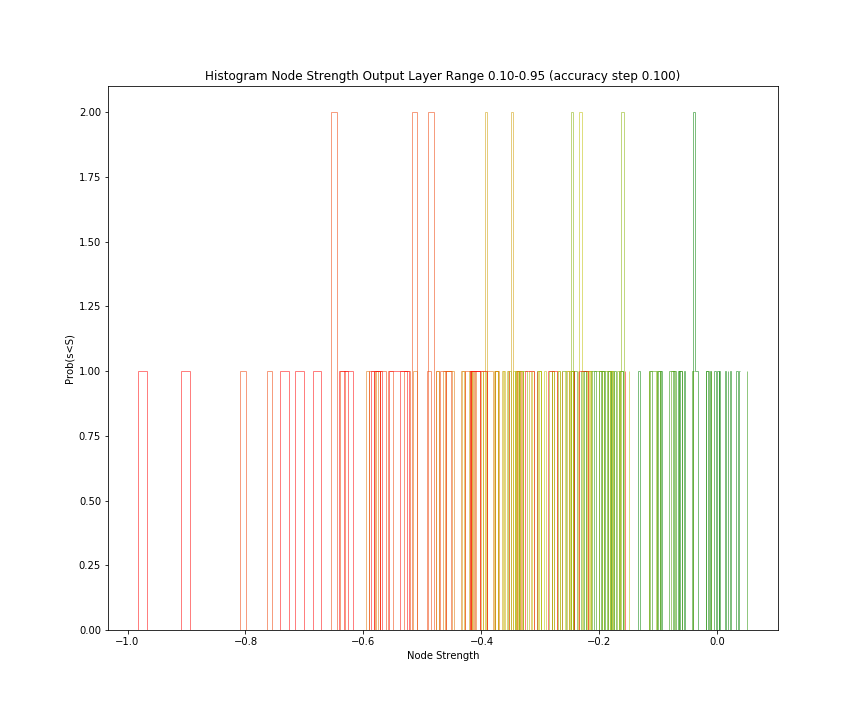 Histogram Node Strength Output Layer Range 0.10-0.95 (accuracy step 0.100)
2.00
1.75
1.50
1.25
1.00
0.75
0.50
0.25
0.00
Prob(s<S)
−1.0 −0.8 −0.6 −0.4 −0.2 0.0
Node Strength